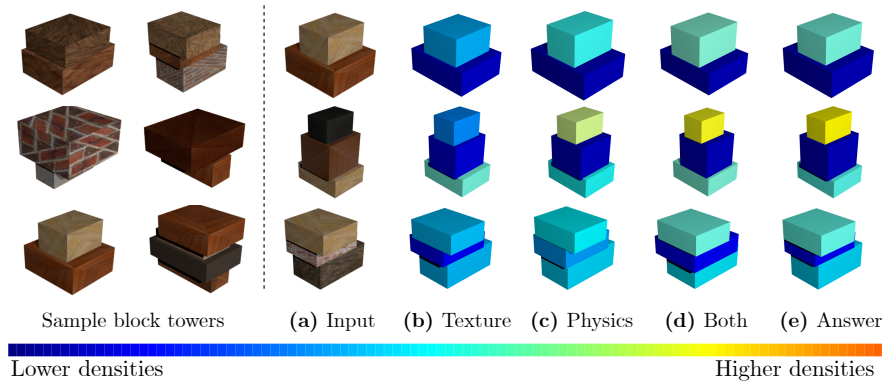 Sample block towers
(a) Input
(b) Texture
(c) Physics
(d) Both
(e) Answer
Lower densities
Higher densities